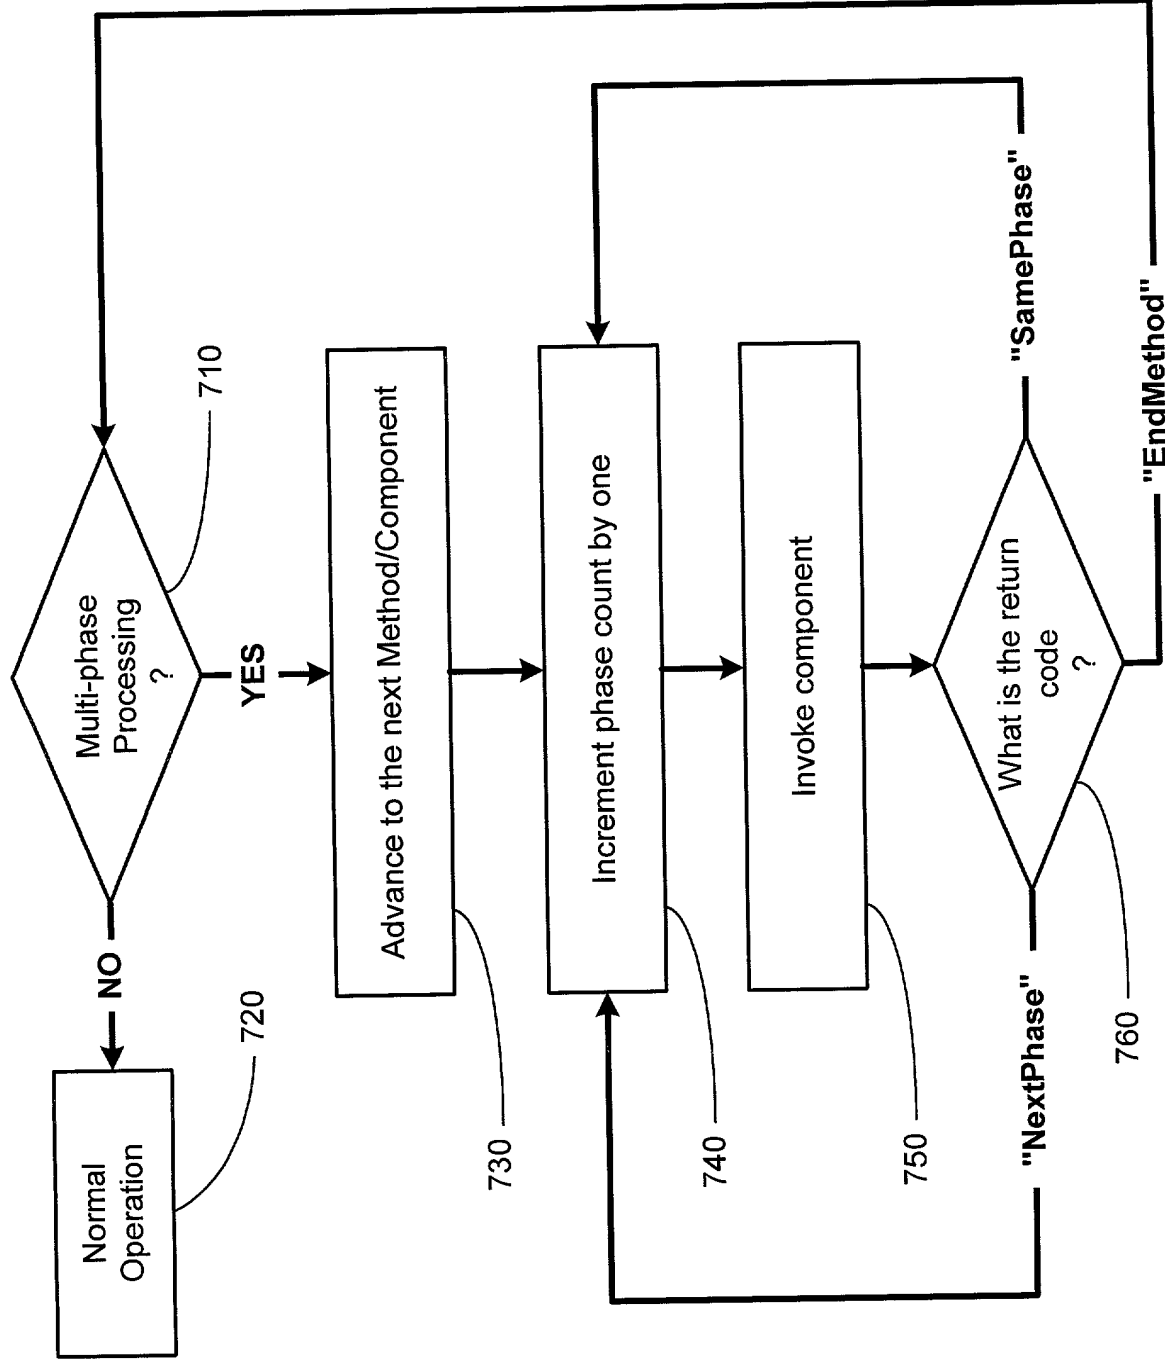 Multi-phase
Processing
?
710
NO
Normal
Operation
720
YES
Advance to the next Method/Component
730
Increment phase count by one
740
Invoke component
750
What is the return
code
?
760
"NextPhase"
"SamePhase"
"EndMethod"